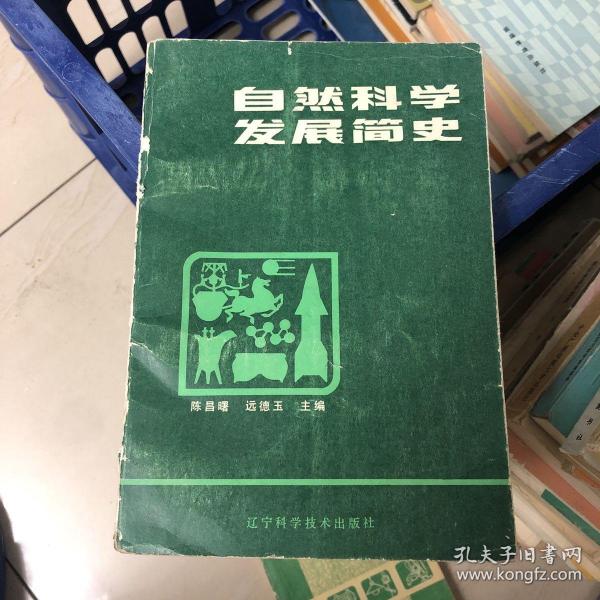 自然科学
发展简史
陈昌曙 远德玉 主编
辽宁科学技术出版社
孔夫子旧书网
www.kongfz.com